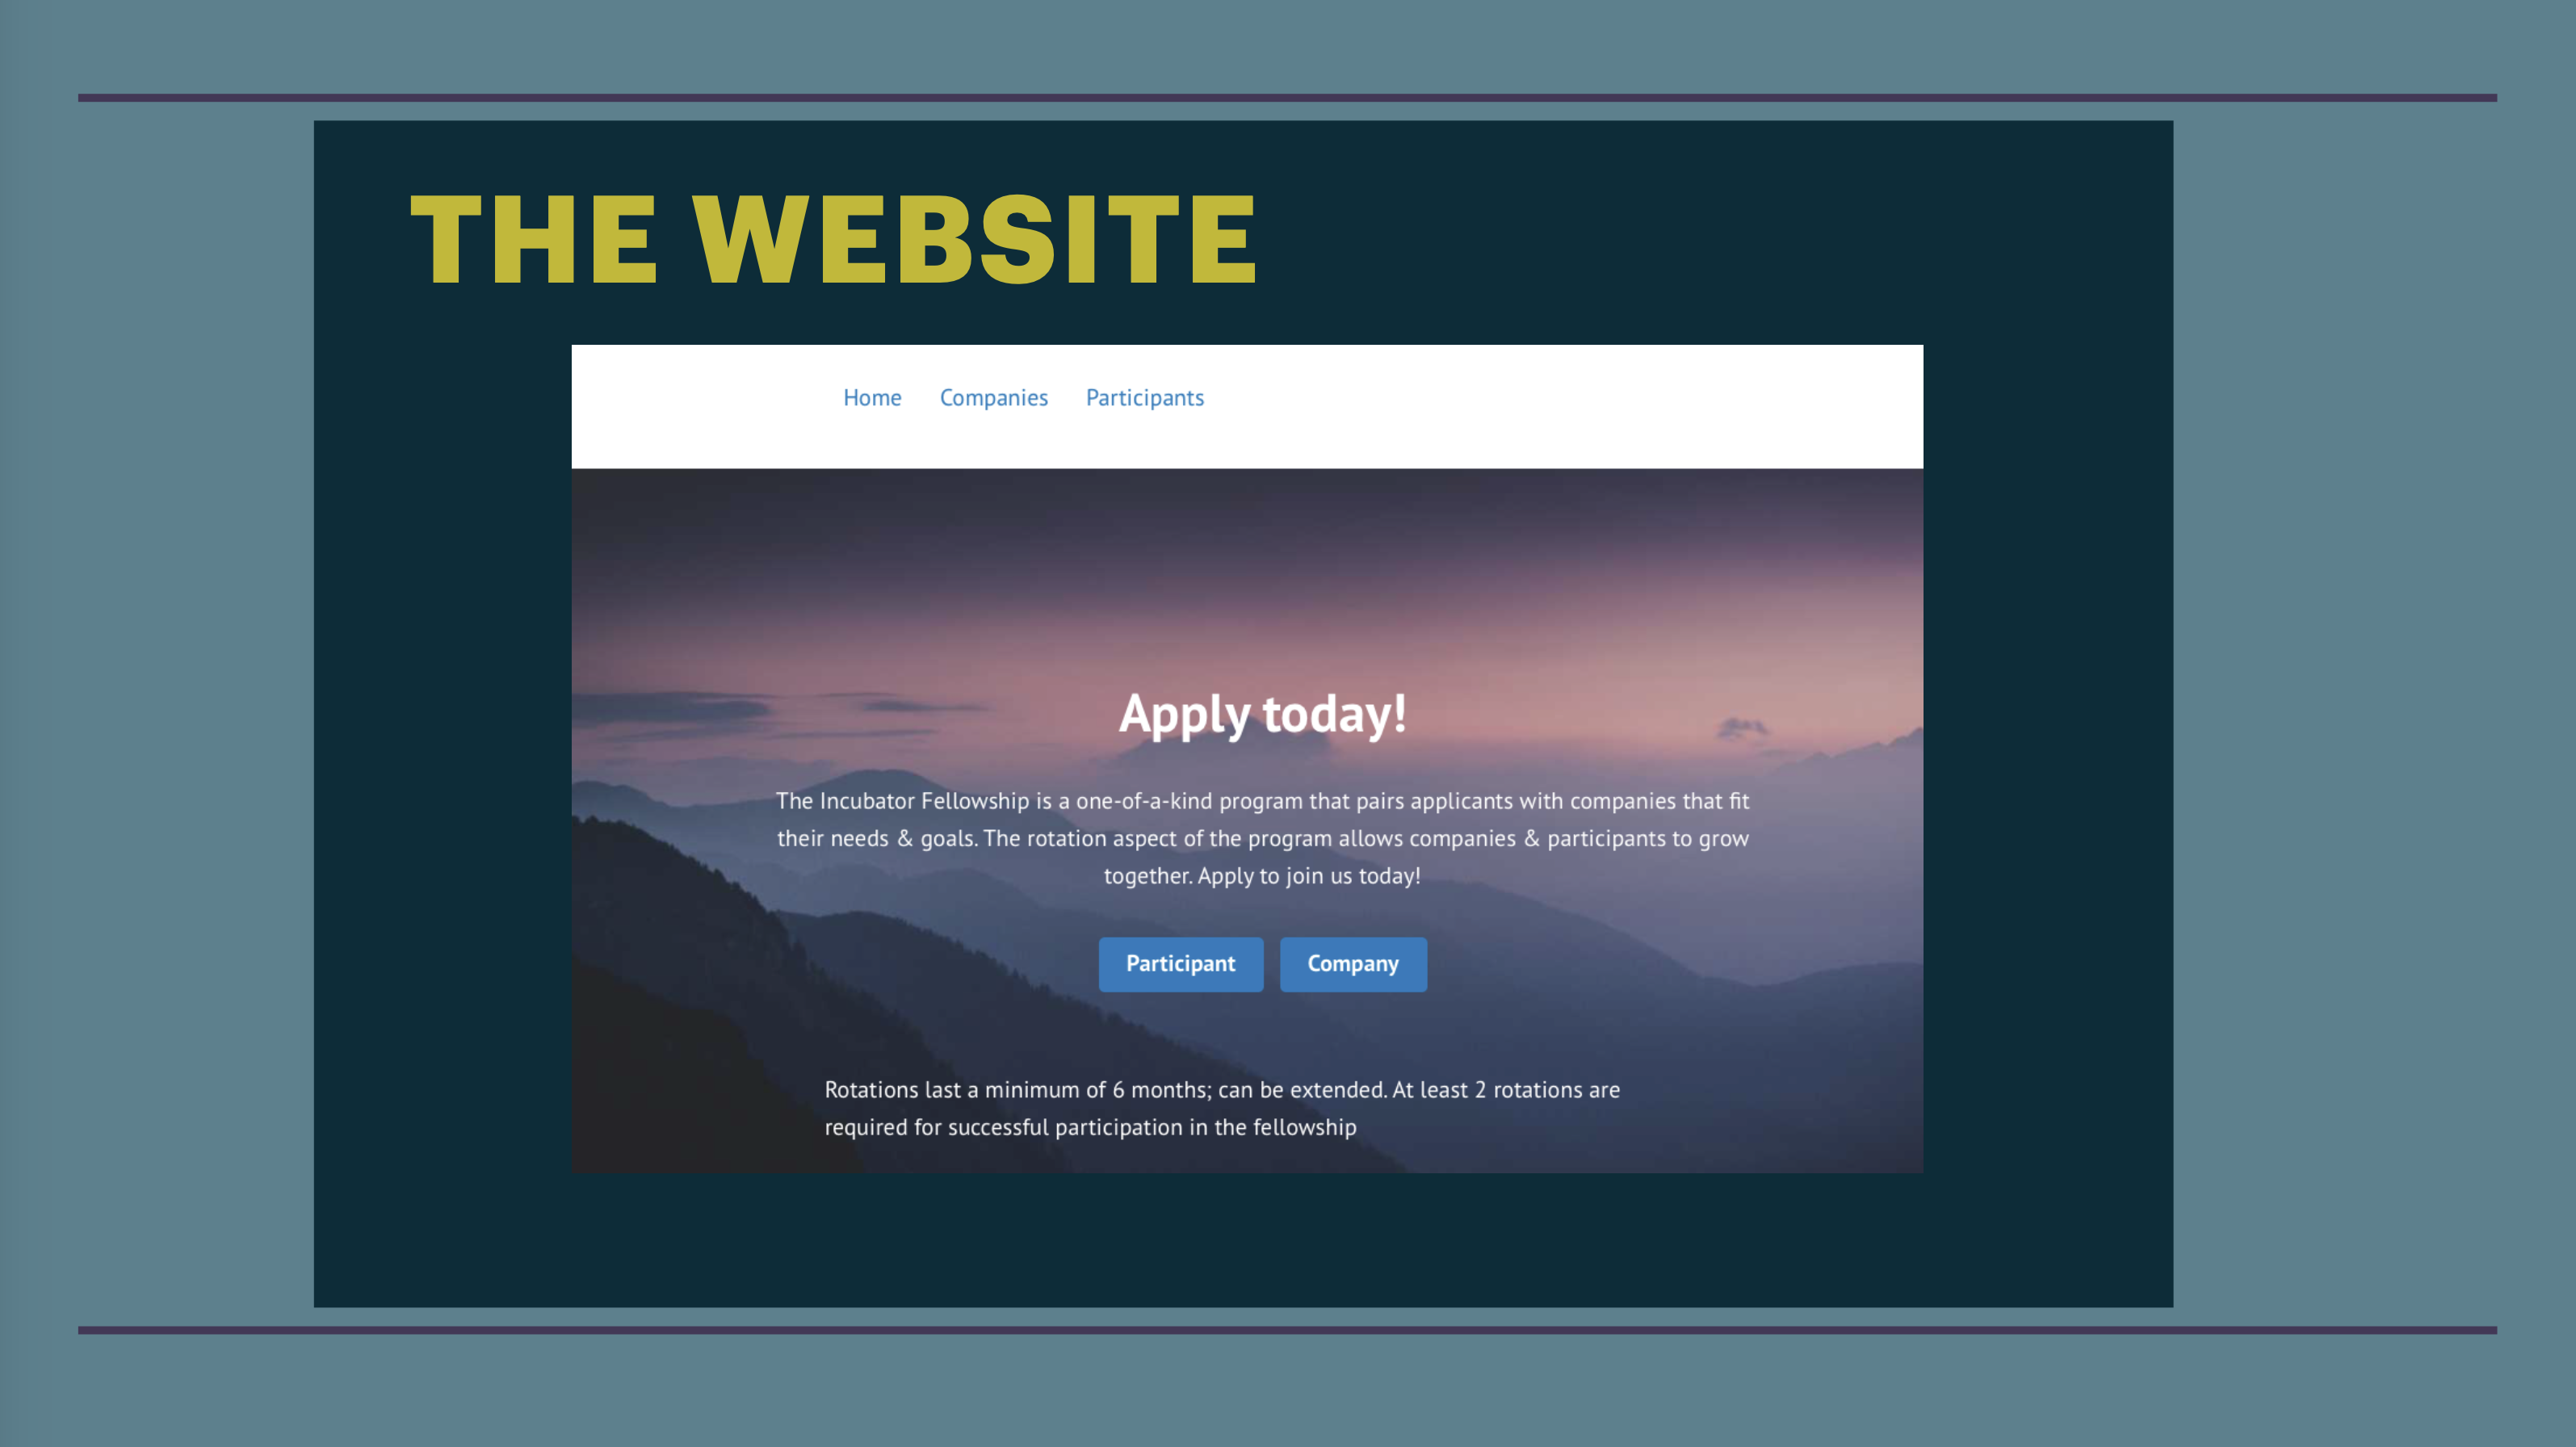 THE WEBSITE
Home Companies Participants
Apply today!
The Incubator Fellowship is a one-of-a-kind program that pairs applicants with companies that fit
their needs & goals. The rotation aspect of the program allows companies & participants to grow
together. Apply to join us today!
Participant Company
Rotations last a minimum of 6 months; can be extended. At least 2 rotations are
required for successful participation in the fellowship